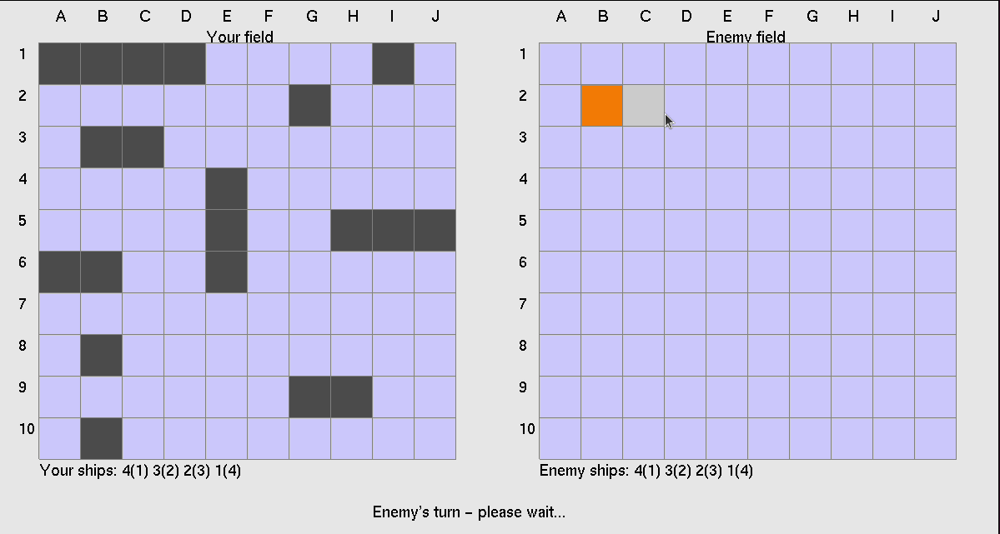 A B C D E F G H I J
Your field
1
2
3
4
5
6
7
8
9
10
Your ships: 4(1) 3(2) 2(3) 1(4)
A B C D E F G H I J
Enemy field
1
2
3
4
5
6
7
8
9
10
Enemy ships: 4(1) 3(2) 2(3) 1(4)
Enemy's turn – please wait...